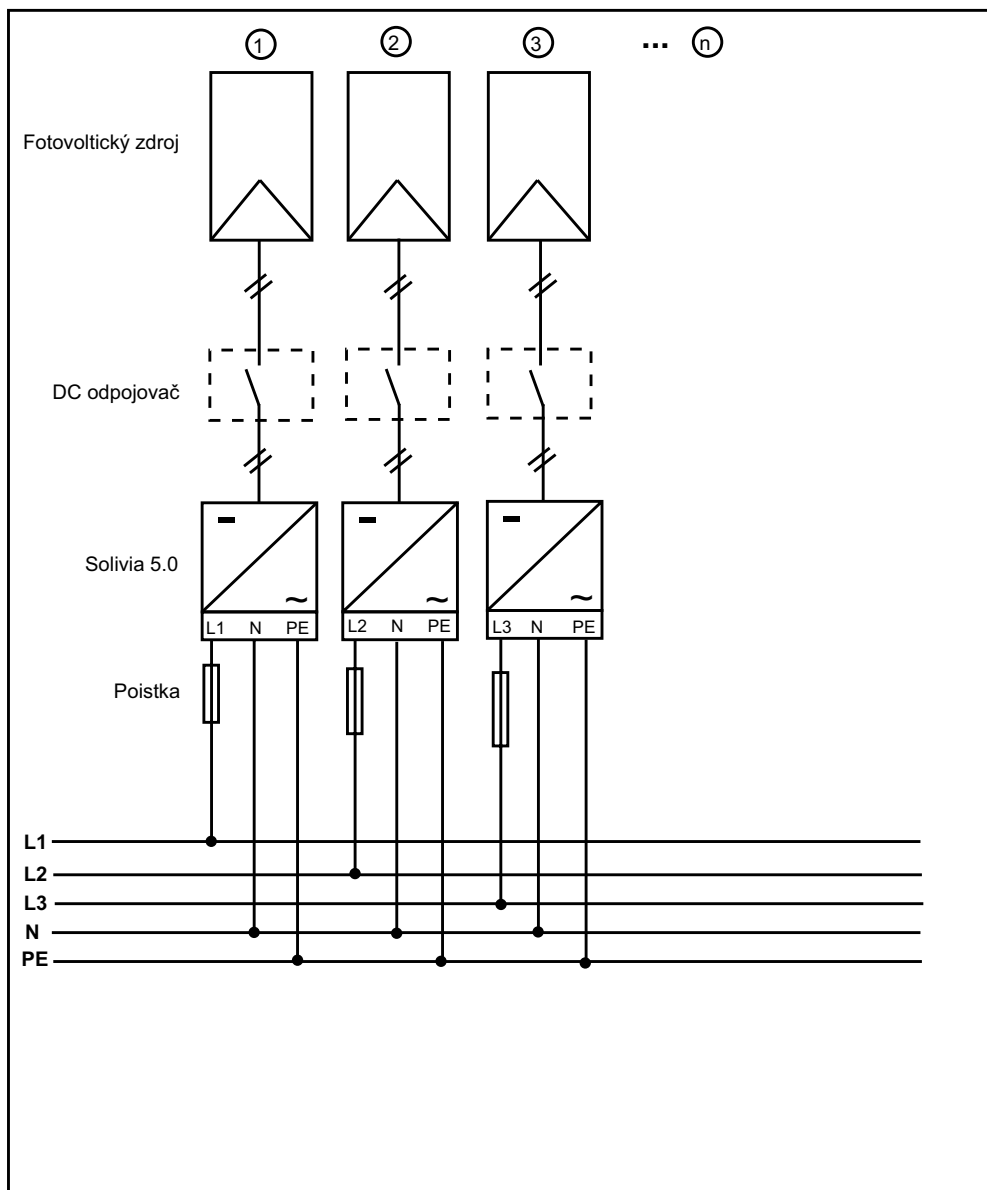 1 2 3 ... n
Fotovoltický zdroj
DC odpojovač
Solivia 5.0
L1 N PE L2 N PE L3 N PE
Poistka
L1
L2
L3
N
PE